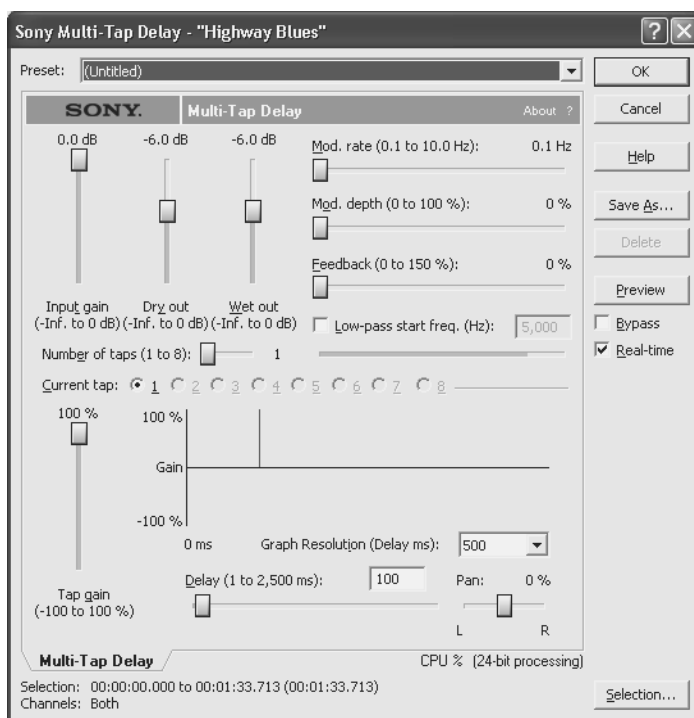 Sony Multi-Tap Delay - "Highway Blues"
Preset: (Untitled)
OK
SONY. Multi-Tap Delay About ?
Cancel
0.0 dB -6.0 dB -6.0 dB
Mod. rate (0.1 to 10.0 Hz): 0.1 Hz
Help
Mod. depth (0 to 100 %): 0 %
Save As...
Delete
Feedback (0 to 150 %): 0 %
Preview
Input gain Dry out Wet out
(-Inf. to 0 dB) (-Inf. to 0 dB) (-Inf. to 0 dB)
Low-pass start freq. (Hz): 5,000
Bypass
Number of taps (1 to 8): 1
Real-time
Current tap: 1 2 3 4 5 6 7 8
100 %
100 %
Gain
-100 %
0 ms Graph Resolution (Delay ms): 500
Tap gain
(-100 to 100 %)
Delay (1 to 2,500 ms): 100 Pan: 0 %
L R
Multi-Tap Delay
CPU % (24-bit processing)
Selection: 00:00:00.000 to 00:01:33.713 (00:01:33.713)
Channels: Both
Selection...